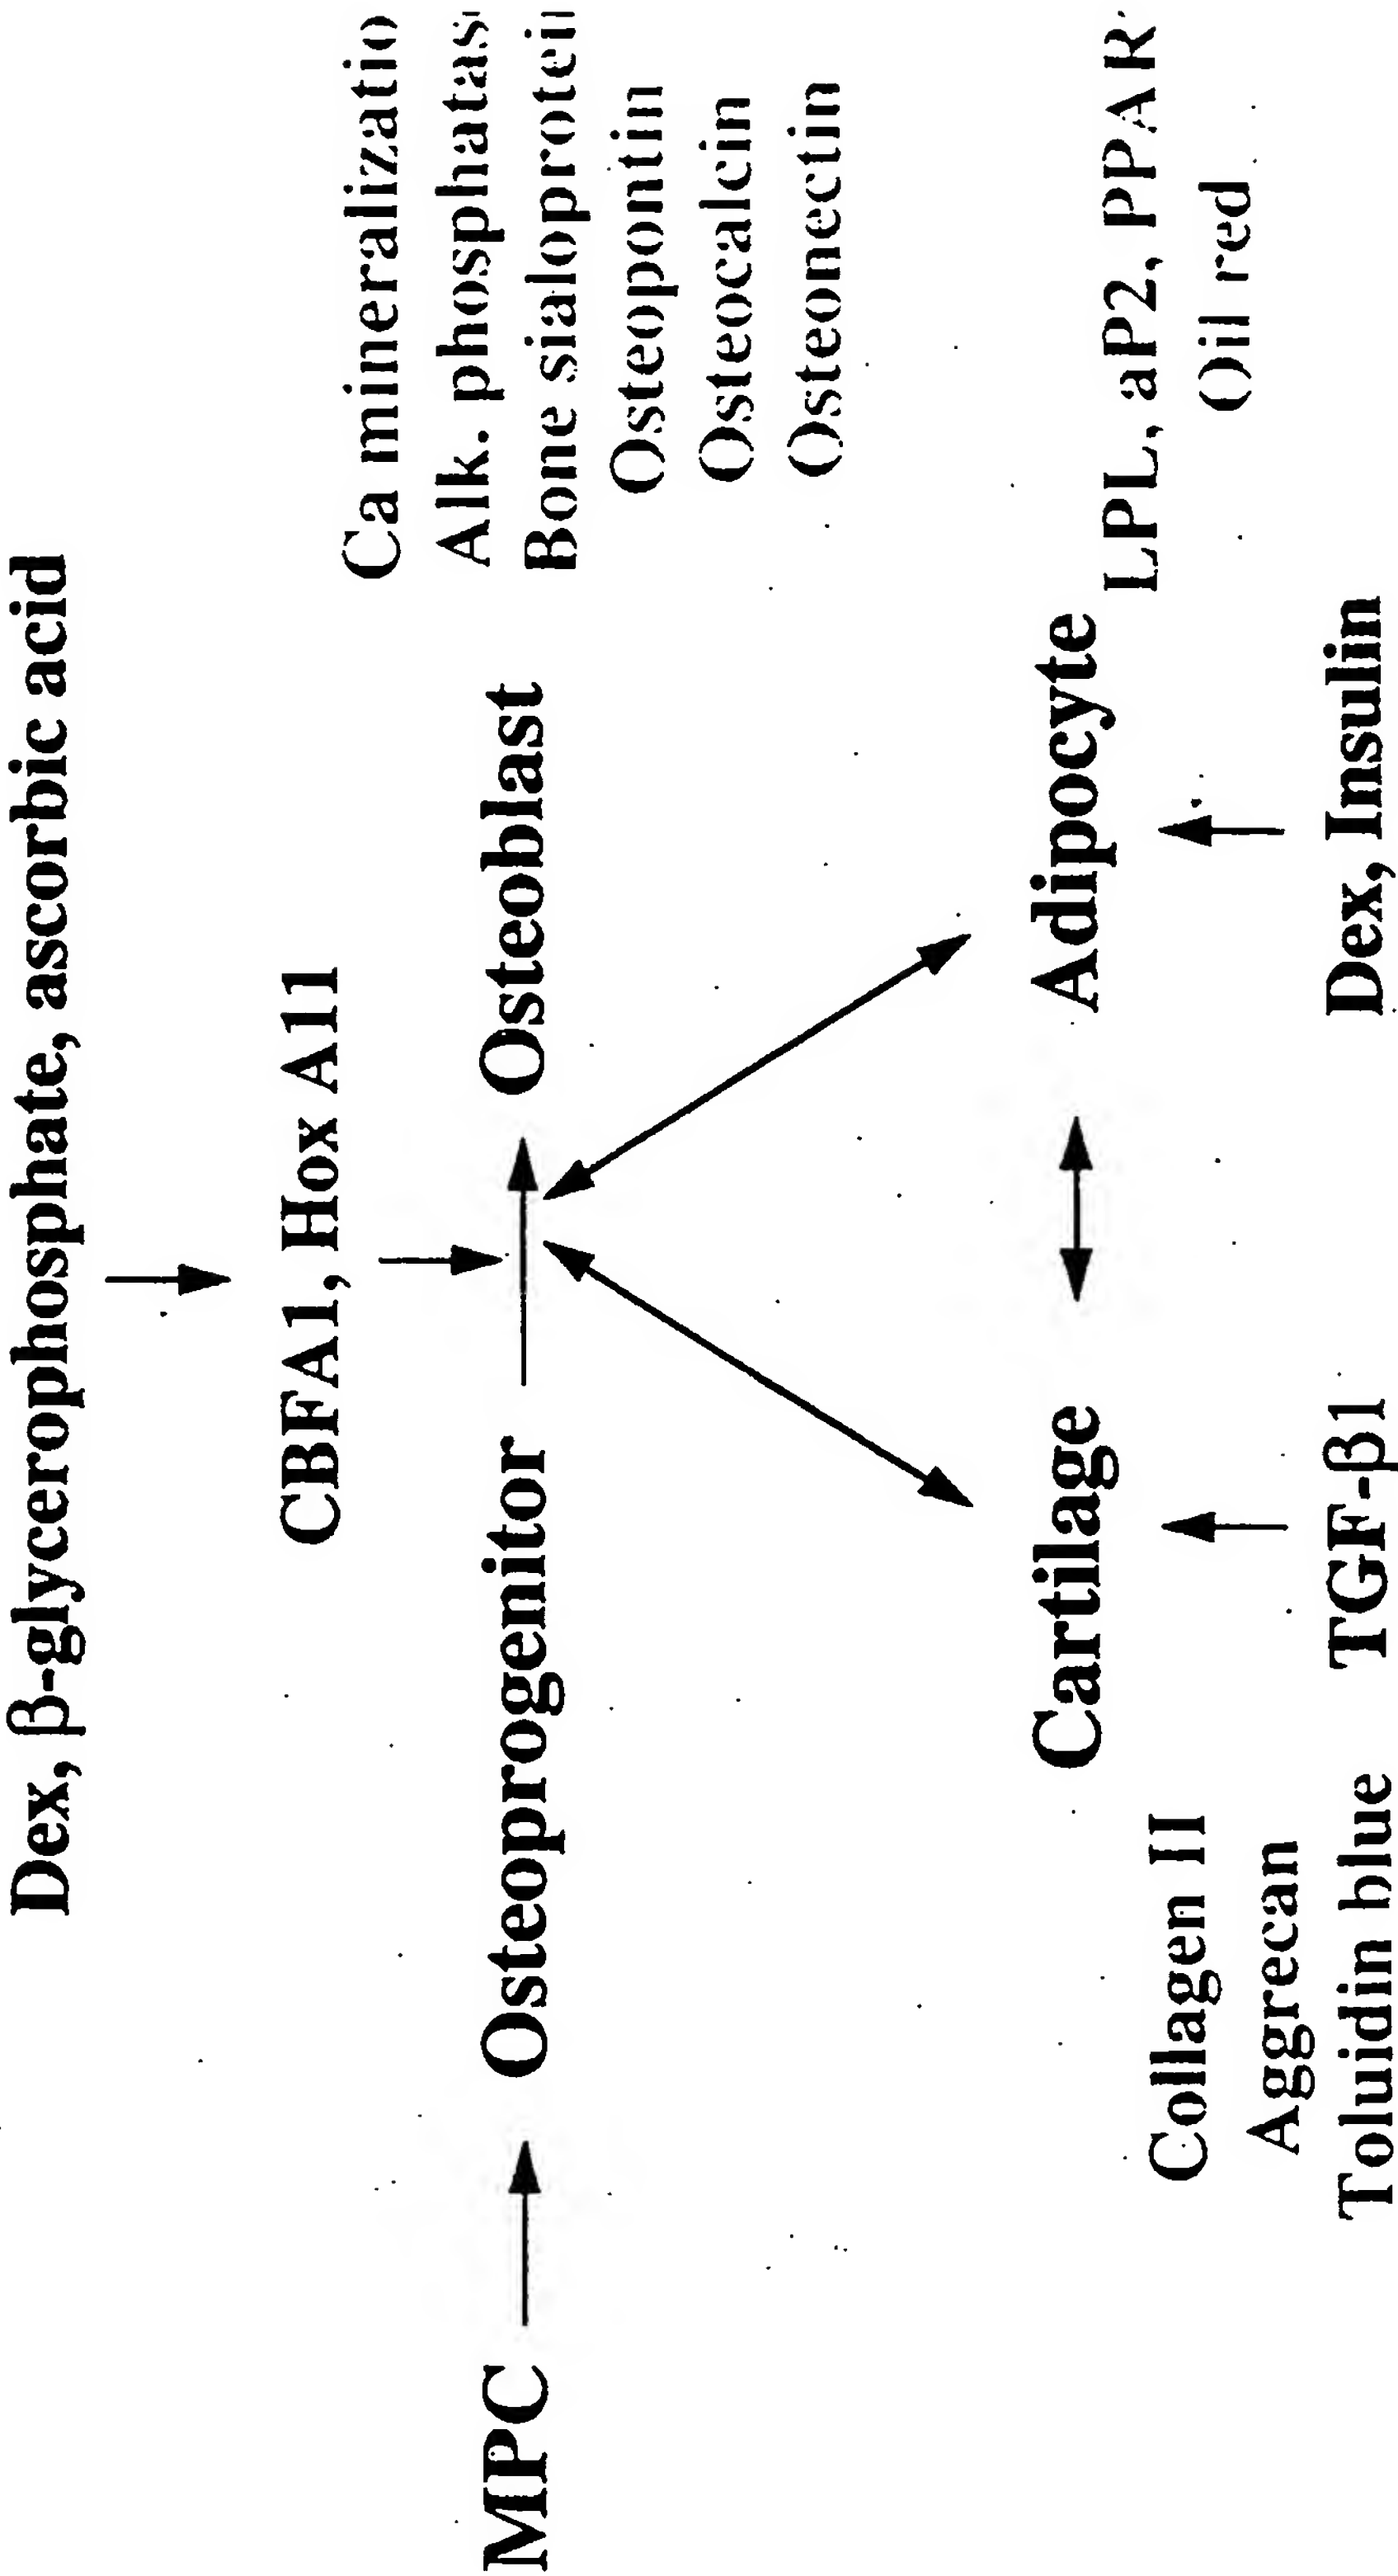 Dex, β-glycerophosphate, ascorbic acid
CBFA1, Hox A11
MPC
Osteoprogenitor
Osteoblast
Ca mineralizatio
Alk. phosphatas
Bone sialoprotei
Osteopontin
Osteocalcin
Osteonectin
Cartilage
Adipocyte
Collagen II
Aggrecan
Toluidin blue
TGF-β1
LPL, aP2, PPAR
Oil red
Dex, Insulin